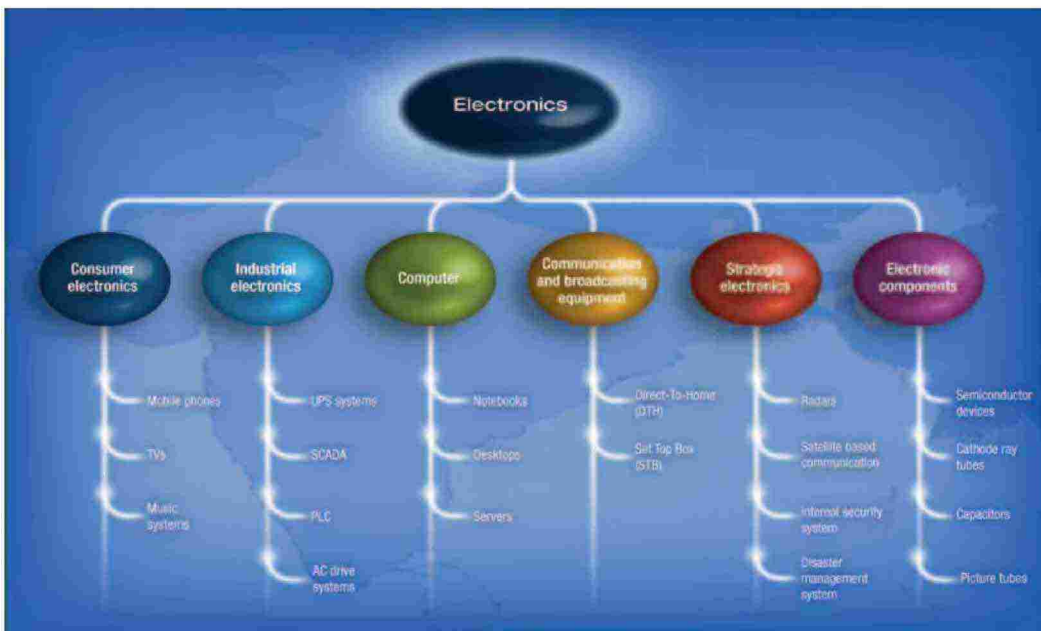 Electronics
Consumer
electronics
Industrial
electronics
Computer
Communication
and broadcasting
equipment
Strategic
electronics
Electronic
components
Mobile phones
TVs
Music
systems
UPS systems
SCADA
PLC
AC drive
systems
Notebooks
Desktops
Servers
Direct-To-Home
(DTH)
Set Top Box
(STB)
Radars
Satellite based
communication
Internal security
system
Disaster
management
system
Semiconductor
devices
Cathode ray
tubes
Capacitors
Picture tubes